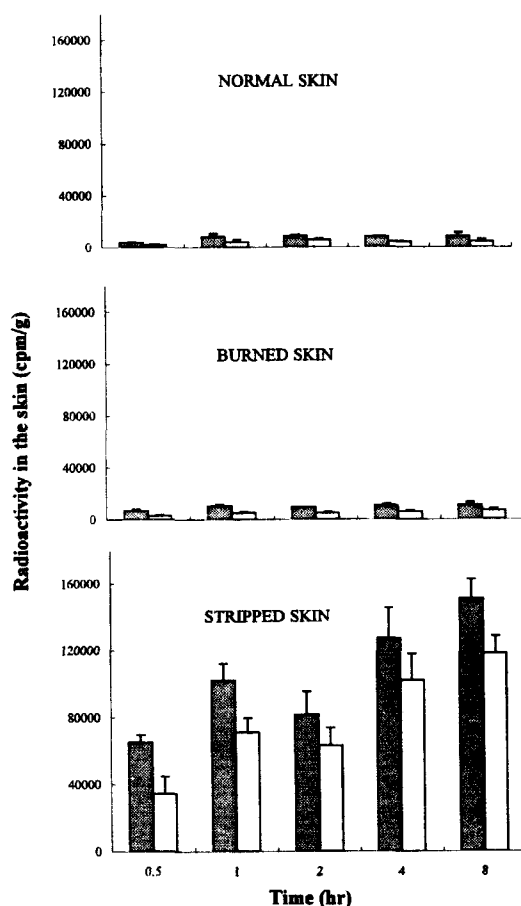 160000
120000
80000
40000
0
NORMAL SKIN
160000
120000
80000
40000
0
BURNED SKIN
Radioactivity in the skin (cpm/g)
160000
120000
80000
40000
0
STRIPPED SKIN
0.5 1 2 4 8
Time (hr)